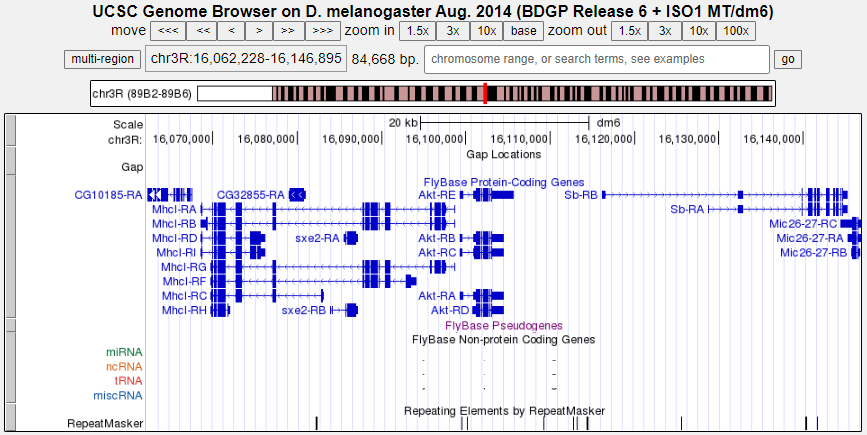 UCSC Genome Browser on D. melanogaster Aug. 2014 (BDGP Release 6 + ISO1 MT/dm6)
move <<< << < > >> >>> zoom in 1.5x 3x 10x base zoom out 1.5x 3x 10x 100x
multi-region chr3R:16,062,228-16,146,895 84,668 bp. chromosome range, or search terms, see examples go
chr3R (89B2-89B6)
Scale 20 kb dm6
chr3R: 16,070,000 16,080,000 16,090,000 16,100,000 16,110,000 16,120,000 16,130,000 16,140,000
Gap Locations
Gap
FlyBase Protein-Coding Genes
CG10185-RA CG32855-RA Akt-RE Sb-RB
Mhcl-RA Sb-RA
Mhcl-RB Mic26-27-RC
Mhcl-RD sxe2-RA Akt-RB Mic26-27-RA
Mhcl-RI Akt-RC Mic26-27-RB
Mhcl-RG
Mhcl-RF
Mhcl-RC Akt-RA
Mhcl-RH sxe2-RB Akt-RD
FlyBase Pseudogenes
FlyBase Non-protein Coding Genes
miRNA
ncRNA
tRNA
miscRNA
Repeating Elements by RepeatMasker
RepeatMasker